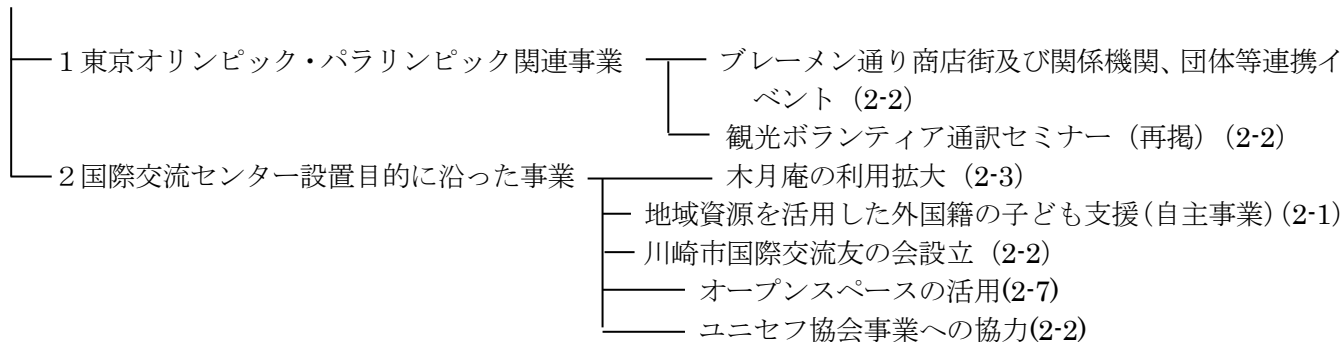 1東京オリンピック・パラリンピック関連事業
ブレーメン通り商店街及び関係機関、団体等連携イ
ベント（2-2）
観光ボランティア通訳セミナー（再掲）（2-2）
2国際交流センター設置目的に沿った事業
木月庵の利用拡大（2-3）
地域資源を活用した外国籍の子ども支援(自主事業)(2-1)
川崎市国際交流友の会設立（2-2）
オープンスペースの活用(2-7)
ユニセフ協会事業への協力(2-2)